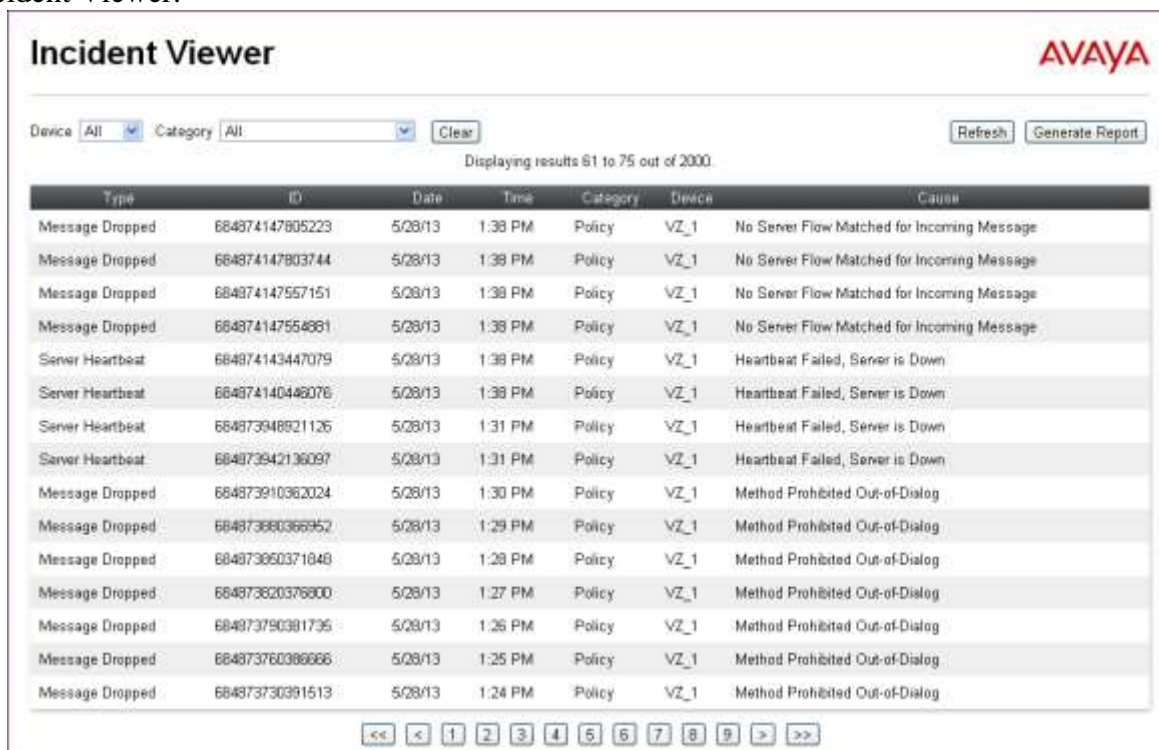 Incident Viewer
AVAYA
Device All Category All Clear Refresh Generate Report
Displaying results 61 to 75 out of 2000.
Type ID Date Time Category Device Cause
Message Dropped 684874147805223 5/28/13 1:38 PM Policy VZ_1 No Server Flow Matched for Incoming Message
Message Dropped 684874147803744 5/28/13 1:38 PM Policy VZ_1 No Server Flow Matched for Incoming Message
Message Dropped 684874147557151 5/28/13 1:38 PM Policy VZ_1 No Server Flow Matched for Incoming Message
Message Dropped 684874147554881 5/28/13 1:38 PM Policy VZ_1 No Server Flow Matched for Incoming Message
Server Heartbeat 684874143447079 5/28/13 1:38 PM Policy VZ_1 Heartbeat Failed, Server is Down
Server Heartbeat 684874140446076 5/28/13 1:38 PM Policy VZ_1 Heartbeat Failed, Server is Down
Server Heartbeat 684873948921126 5/28/13 1:31 PM Policy VZ_1 Heartbeat Failed, Server is Down
Server Heartbeat 684873942136097 5/28/13 1:31 PM Policy VZ_1 Heartbeat Failed, Server is Down
Message Dropped 684873910362024 5/28/13 1:30 PM Policy VZ_1 Method Prohibited Out-of-Dialog
Message Dropped 684873880366952 5/28/13 1:29 PM Policy VZ_1 Method Prohibited Out-of-Dialog
Message Dropped 684873850371848 5/28/13 1:28 PM Policy VZ_1 Method Prohibited Out-of-Dialog
Message Dropped 684873820376800 5/28/13 1:27 PM Policy VZ_1 Method Prohibited Out-of-Dialog
Message Dropped 684873790381735 5/28/13 1:26 PM Policy VZ_1 Method Prohibited Out-of-Dialog
Message Dropped 684873760386666 5/28/13 1:25 PM Policy VZ_1 Method Prohibited Out-of-Dialog
Message Dropped 684873730391513 5/28/13 1:24 PM Policy VZ_1 Method Prohibited Out-of-Dialog
<< < 1 2 3 4 5 6 7 8 9 > >>